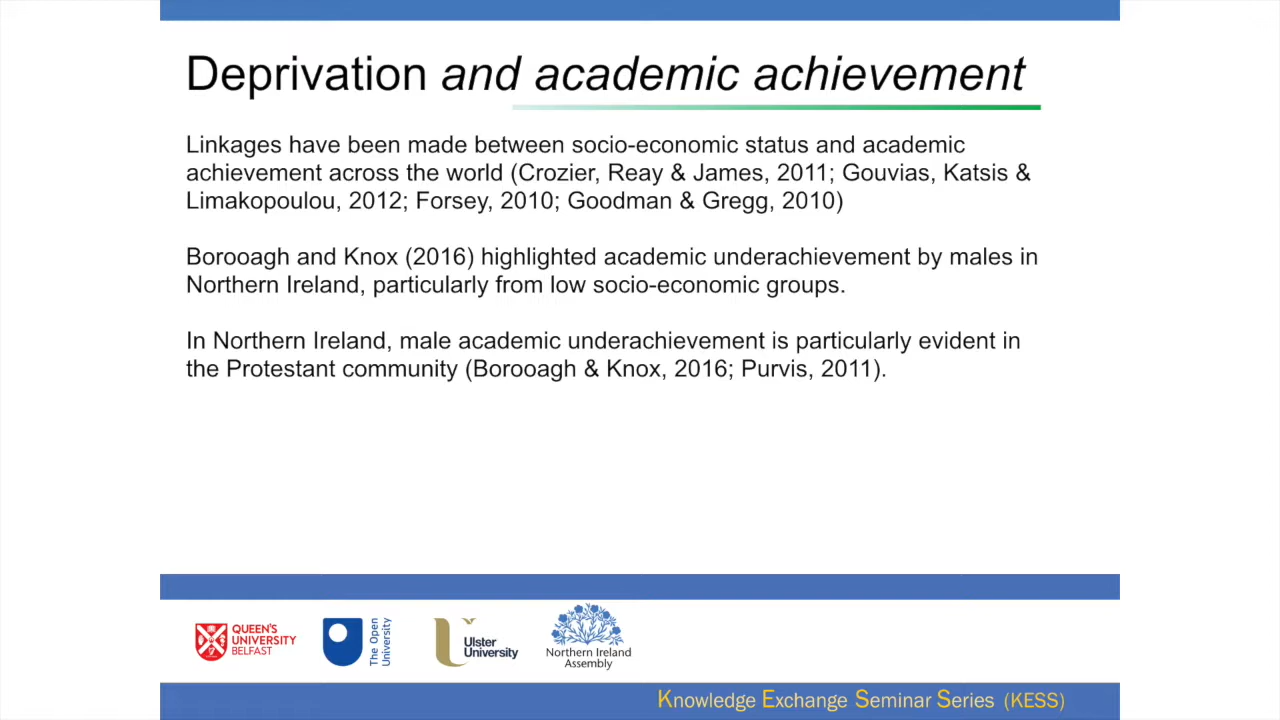 Deprivation and academic achievement
Linkages have been made between socio-economic status and academic
achievement across the world (Crozier, Reay & James, 2011; Gouvias, Katsis &
Limakopoulou, 2012; Forsey, 2010; Goodman & Gregg, 2010)
Borooagh and Knox (2016) highlighted academic underachievement by males in
Northern Ireland, particularly from low socio-economic groups.
In Northern Ireland, male academic underachievement is particularly evident in
the Protestant community (Borooagh & Knox, 2016; Purvis, 2011).
QUEEN'S
UNIVERSITY
BELFAST
The Open
University
Ulster
University
Northern Ireland
Assembly
Knowledge Exchange Seminar Series (KESS)